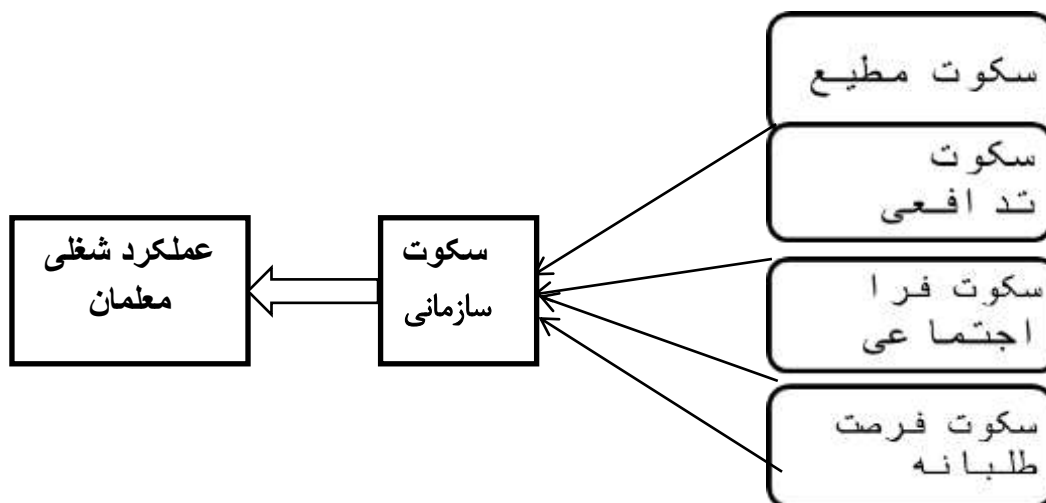 سکوت مطیع
سکوت
تدافعی
سکوت فرا
اجتماعی
سکوت فرصت
طلبانه
سکوت
سازمانی
عملکرد شغلی
معلمان